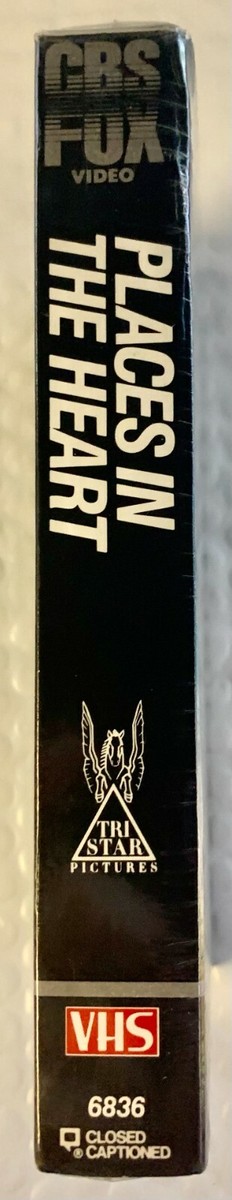 CBS
FOX
VIDEO
PLACES IN
THE HEART
TRI
STAR
PICTURES
VHS
6836
® CLOSED
CAPTIONED